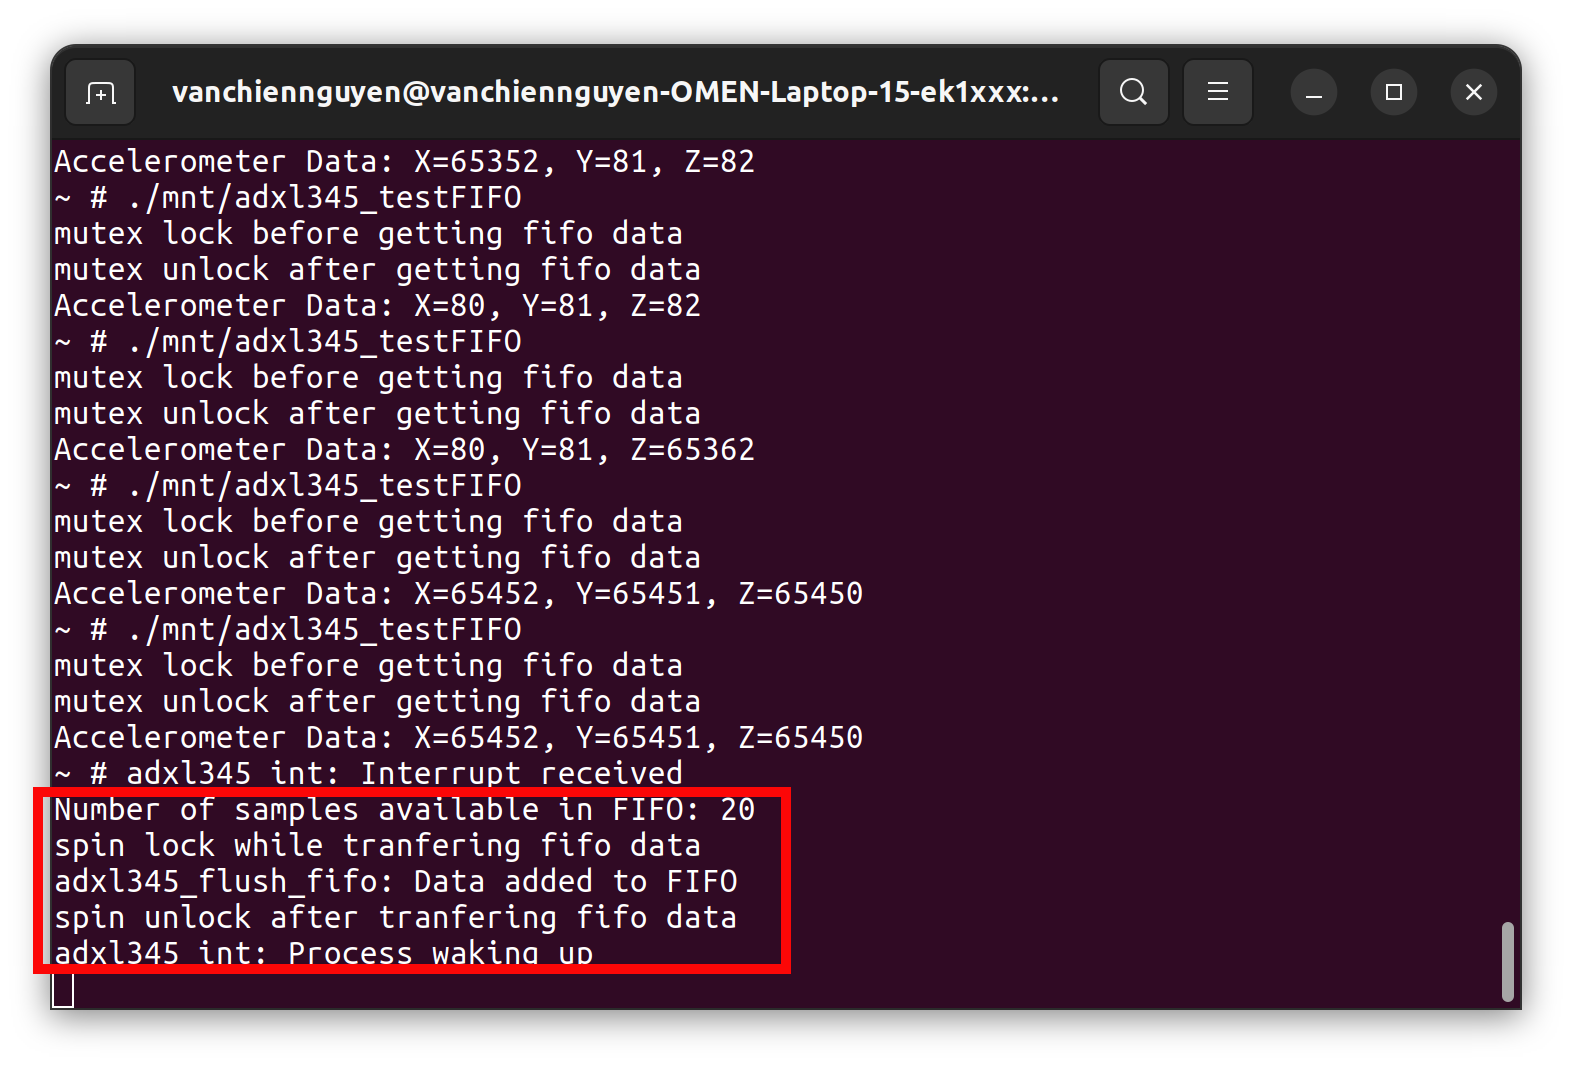 vanchiennguyen@vanchiennguyen-OMEN-Laptop-15-ek1xxx:...
Accelerometer Data: X=65352, Y=81, Z=82
~ # ./mnt/adxl345_testFIFO
mutex lock before getting fifo data
mutex unlock after getting fifo data
Accelerometer Data: X=80, Y=81, Z=82
~ # ./mnt/adxl345_testFIFO
mutex lock before getting fifo data
mutex unlock after getting fifo data
Accelerometer Data: X=80, Y=81, Z=65362
~ # ./mnt/adxl345_testFIFO
mutex lock before getting fifo data
mutex unlock after getting fifo data
Accelerometer Data: X=65452, Y=65451, Z=65450
~ # ./mnt/adxl345_testFIFO
mutex lock before getting fifo data
mutex unlock after getting fifo data
Accelerometer Data: X=65452, Y=65451, Z=65450
~ # adxl345_int: Interrupt received
Number of samples available in FIFO: 20
spin lock while tranfering fifo data
adxl345_flush_fifo: Data added to FIFO
spin unlock after tranfering fifo data
adxl345_int: Process waking up